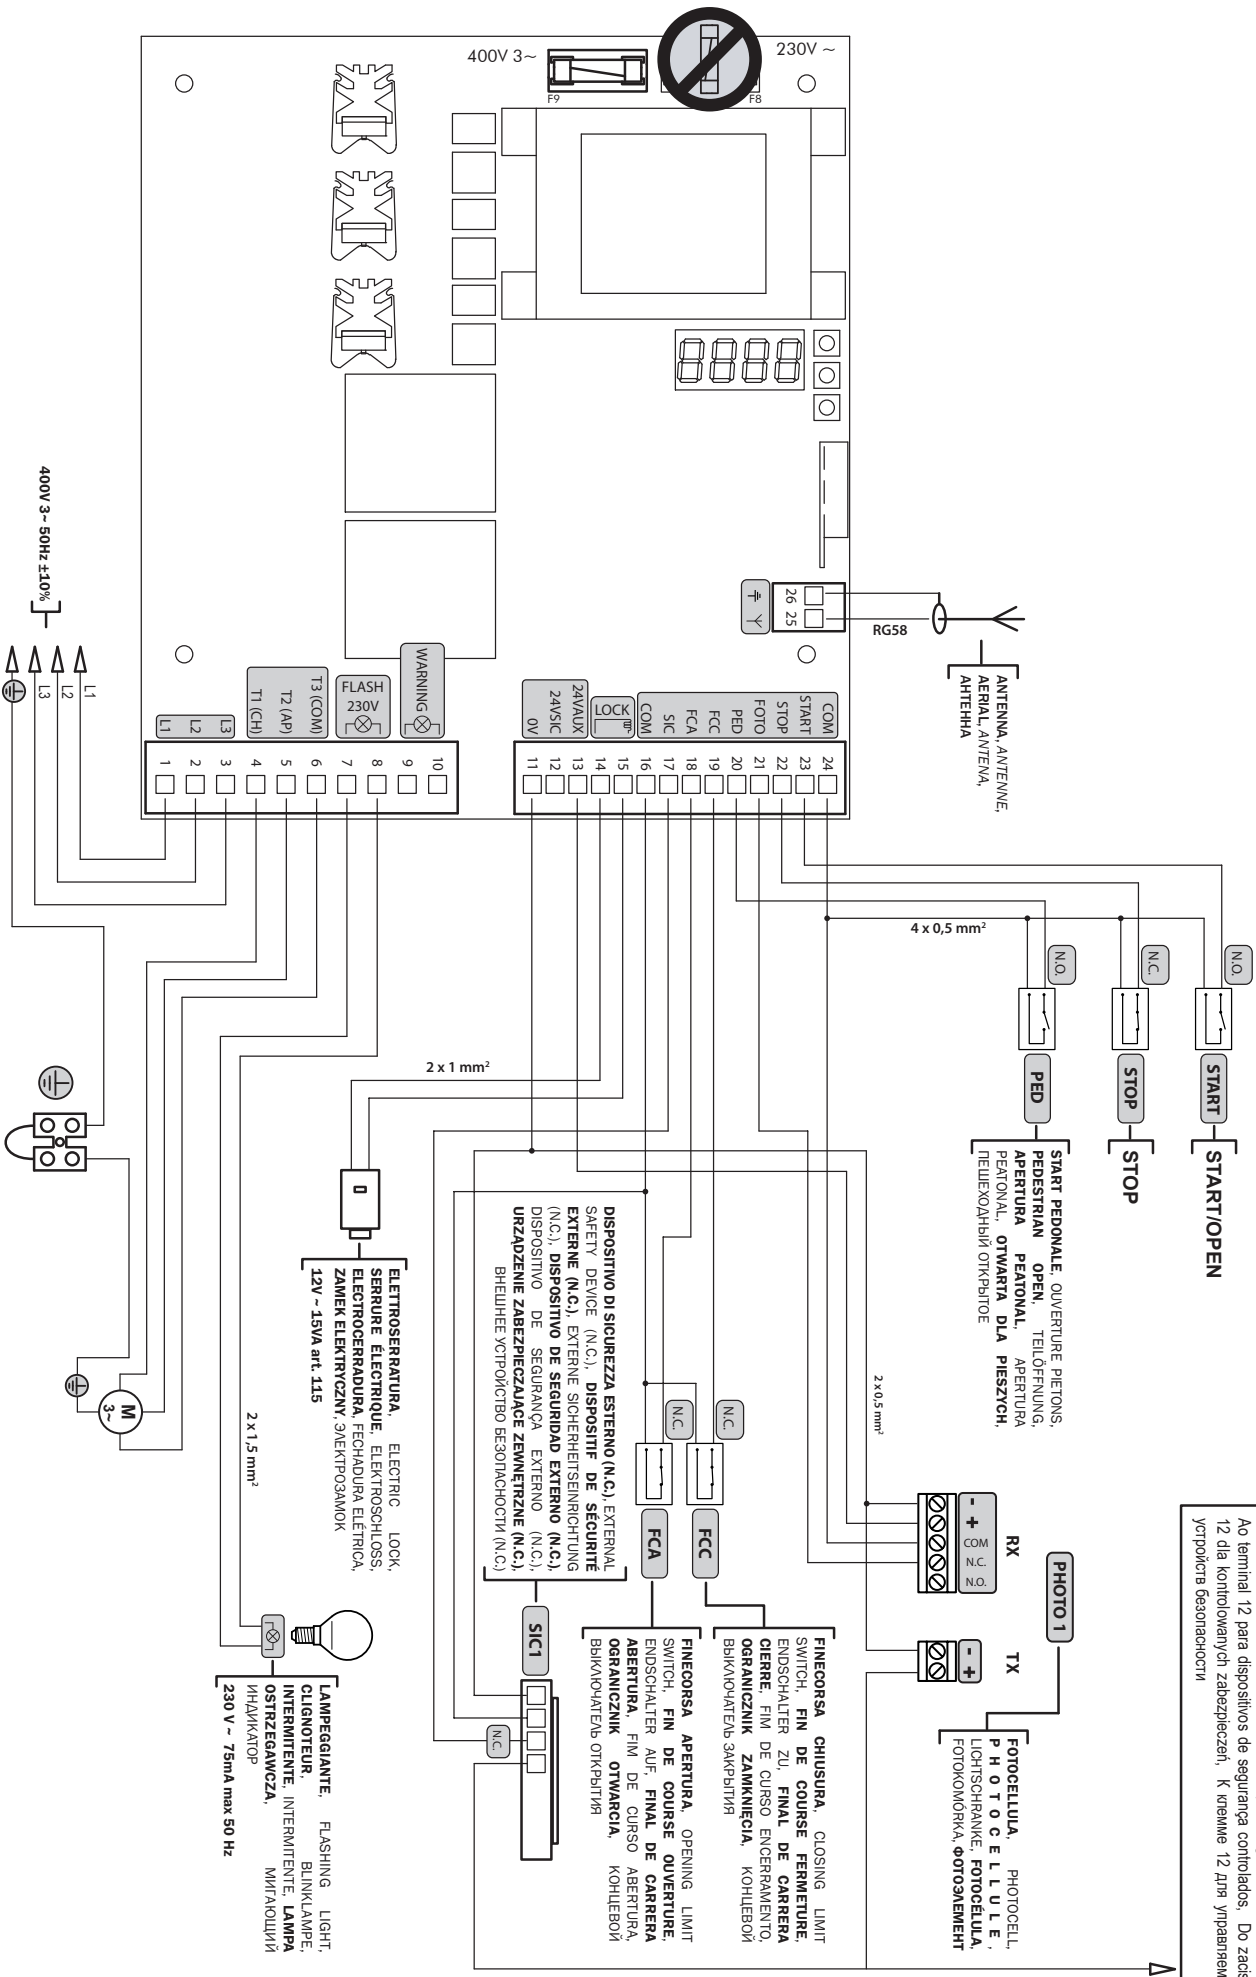 400V 3~
F9
230V ~
F8
26
25
RG58
ANTENNA, ANTENNE,
AERIAL, ANTENA,
АНТЕННА
WARNING
FLASH
230V
T3 (COM)
T2 (AP)
T1 (CH)
L3
L2
L1
10
9
8
7
6
5
4
3
2
1
COM
START
STOP
FOTO
PED
FCC
FCA
SIC
COM
LOCK
24VAUX
24VSIC
0V
24
23
22
21
20
19
18
17
16
15
14
13
12
11
400V 3~ 50Hz ±10%
L1
L2
L3
4 x 0,5 mm²
N.O.
START
START/OPEN
N.C.
STOP
STOP
N.O.
PED
START PEDONALE, OUVERTURE PIETONS,
PEDESTRIAN OPEN, TEILÖFFNUNG,
APERTURA PEATONAL, APERTURA
PEATONAL, OTWARTA DLA PIESZYCH,
ПЕШЕХОДНЫЙ ОТКРЫТОЕ
2 x 1 mm²
ELETTROSERRATURA, ELECTRIC LOCK,
SERRURE ÉLECTRIQUE, ELEKTROSCHLOSS,
ELECTROCERRADURA, FECHADURA ELÉTRICA,
ZAMEK ELEKTRYCZNY, ЭЛЕКТРОЗАМОК
12V ~ 15VA art. 115
M
3~
2 x 1,5 mm²
LAMPEGGIANTE, FLASHING LIGHT,
CLIGNOTEUR, BLINKLAMPE,
INTERMITENTE, INTERMITENTE, LAMPA
OSTRZEGAWCZA, МИГАЮЩИЙ
ИНДИКАТОР
230 V ~ 75mA max 50 Hz
DISPOSITIVO DI SICUREZZA ESTERNO (N.C.), EXTERNAL
SAFETY DEVICE (N.C.), DISPOSITIF DE SÉCURITÉ
EXTERNE (N.C.), EXTERNE SICHERHEITSEINRICHTUNG
(N.C.), DISPOSITIVO DE SEGURIDAD EXTERNO (N.C.),
DISPOSITIVO DE SEGURANÇA EXTERNO (N.C.),
URZĄDZENIE ZABEZPIECZAJĄCE ZEWNĘTRZNE (N.C.),
ВНЕШНЕЕ УСТРОЙСТВО БЕЗОПАСНОСТИ (N.C.)
SIC1
N.C.
N.C.
FCC
FINECORSA CHIUSURA, CLOSING LIMIT
SWITCH, FIN DE COURSE FERMETURE,
ENDSCHALTER ZU, FINAL DE CARRERA
CIERRE, FIM DE CURSO ENCERRAMENTO,
OGRANICZNIK ZAMKNIĘCIA, КОНЦЕВОЙ
ВЫКЛЮЧАТЕЛЬ ЗАКРЫТИЯ
N.C.
FCA
FINECORSA APERTURA, OPENING LIMIT
SWITCH, FIN DE COURSE OUVERTURE,
ENDSCHALTER AUF, FINAL DE CARRERA
ABERTURA, FIM DE CURSO ABERTURA,
OGRANICZNIK OTWARCIA, КОНЦЕВОЙ
ВЫКЛЮЧАТЕЛЬ ОТКРЫТИЯ
2 x 0,5 mm²
RX
- + COM N.C. N.O.
TX
- +
PHOTO 1
FOTOCELLULA, PHOTOCELL,
P H O T O C E L L U L E ,
LICHTSCHRANKE, FOTOCÉLULA,
FOTOKOMÓRKA, ФОТОЭЛЕМЕНТ
Ao terminal 12 para dispositivos de segurança controlados, Do
12 dla kontrolowanych zabezpieczeń, К клемме 12 для
устройств безопасности